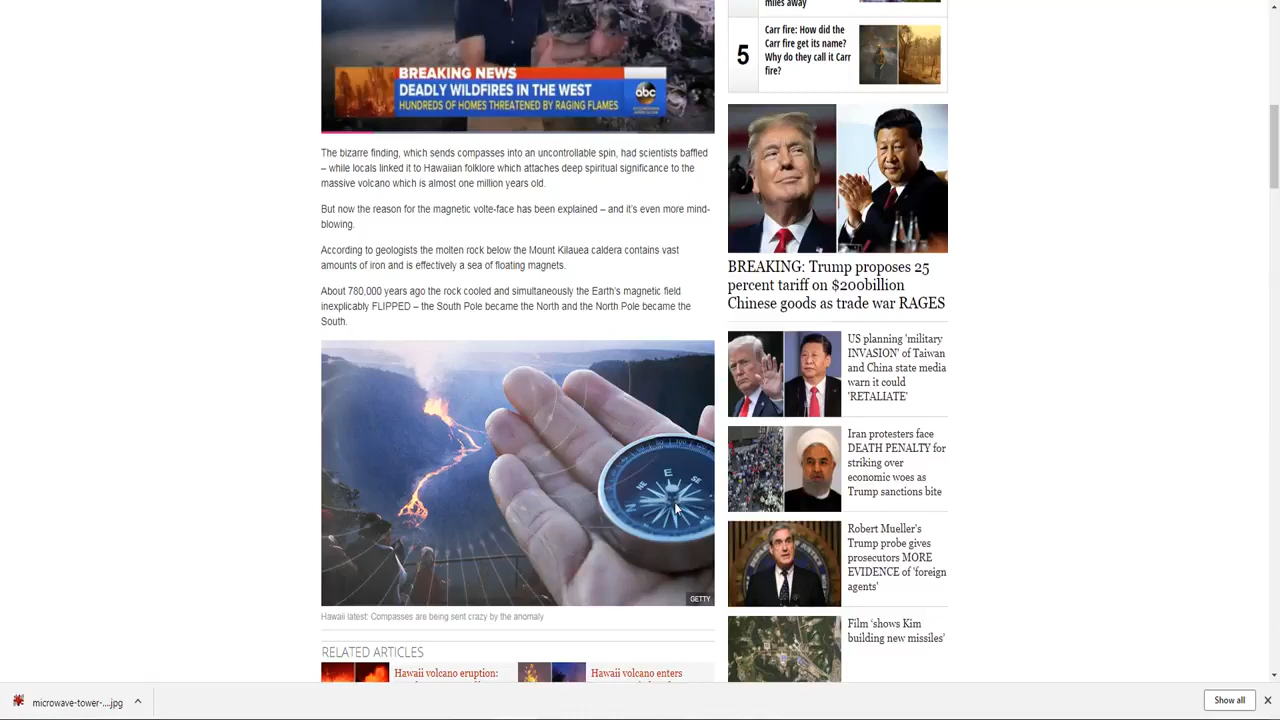 miles away
5
Carr fire: How did the
Carr fire get its name?
Why do they call it Carr
fire?
BREAKING NEWS
DEADLY WILDFIRES IN THE WEST
HUNDREDS OF HOMES THREATENED BY RAGING FLAMES
abc
The bizarre finding, which sends compasses into an uncontrollable spin, had scientists baffled
– while locals linked it to Hawaiian folklore which attaches deep spiritual significance to the
massive volcano which is almost one million years old.
But now the reason for the magnetic volte-face has been explained – and it's even more mind-
blowing.
According to geologists the molten rock below the Mount Kilauea caldera contains vast
amounts of iron and is effectively a sea of floating magnets.
About 780,000 years ago the rock cooled and simultaneously the Earth's magnetic field
inexplicably FLIPPED – the South Pole became the North and the North Pole became the
South.
NE
E
SE
GETTY
Hawaii latest: Compasses are being sent crazy by the anomaly
RELATED ARTICLES
Hawaii volcano eruption:
Hawaii volcano enters
BREAKING: Trump proposes 25
percent tariff on $200billion
Chinese goods as trade war RAGES
US planning 'military
INVASION' of Taiwan
and China state media
warn it could
'RETALIATE'
Iran protesters face
DEATH PENALTY for
striking over
economic woes as
Trump sanctions bite
Robert Mueller's
Trump probe gives
prosecutors MORE
EVIDENCE of 'foreign
agents'
Film 'shows Kim
building new missiles'
microwave-tower-....jpg
Show all